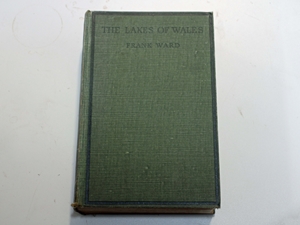 THE LAKES OF WALES
FRANK WARD